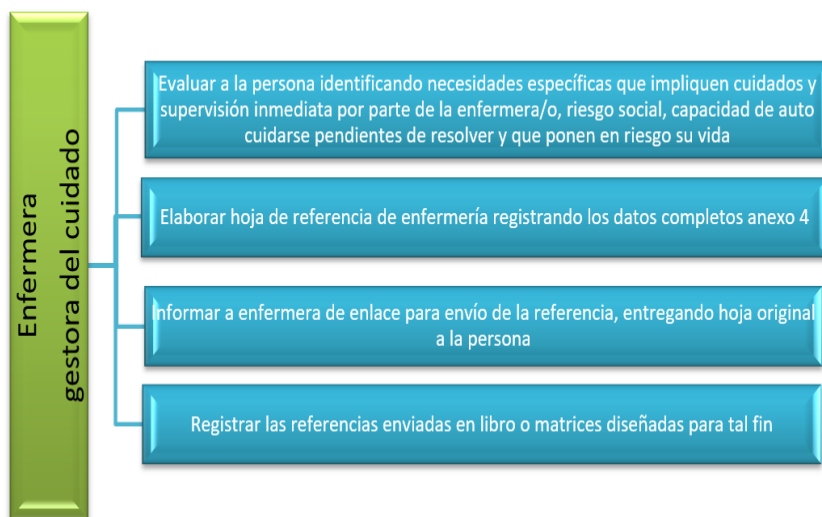 Enfermera
gestora del cuidado
Evaluar a la persona identificando necesidades específicas que impliquen cuidados y
supervisión inmediata por parte de la enfermera/o, riesgo social, capacidad de auto
cuidarse pendientes de resolver y que ponen en riesgo su vida
Elaborar hoja de referencia de enfermería registrando los datos completos anexo 4
Informar a enfermera de enlace para envío de la referencia, entregando hoja original
a la persona
Registrar las referencias enviadas en libro o matrices diseñadas para tal fin